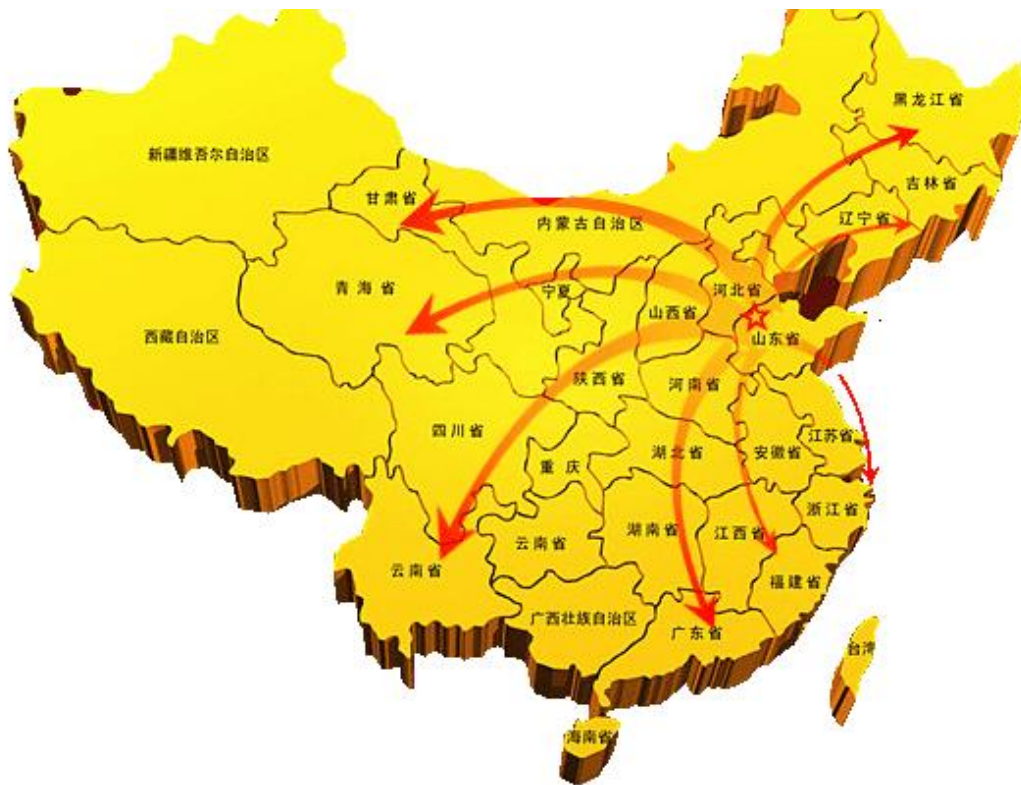 黑龙江省
新疆维吾尔自治区
吉林省
甘肃省
辽宁省
内蒙古自治区
青海省
宁夏
河北省
山西省
西藏自治区
山东省
陕西省
河南省
四川省
江苏省
湖北省
安徽省
重庆
浙江省
湖南省
江西省
云南省
云南省
福建省
广西壮族自治区
广东省
台湾
海南省